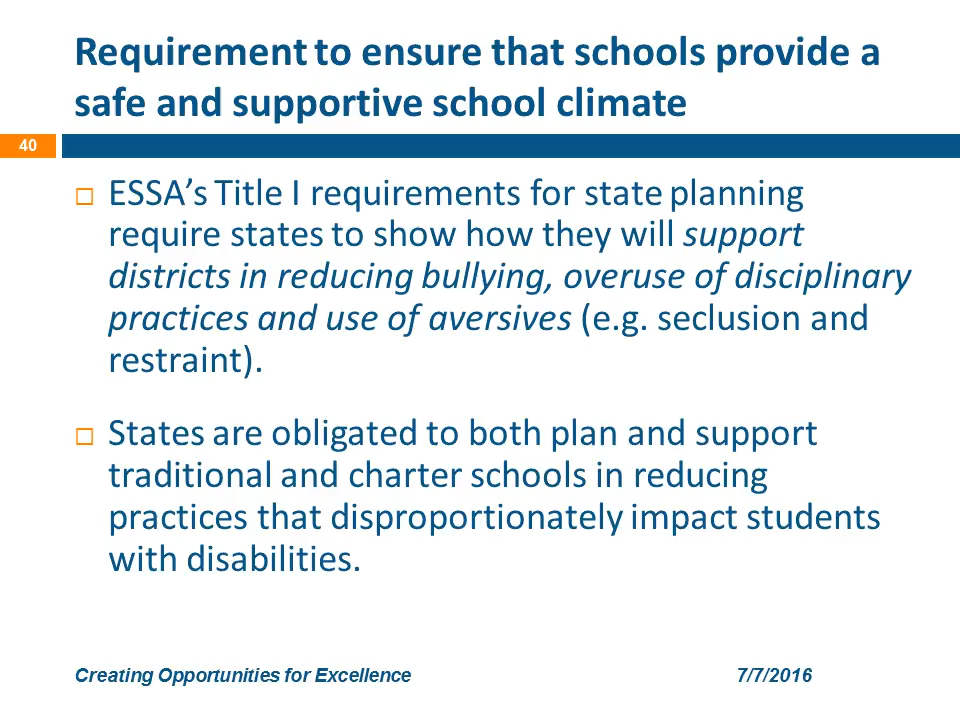 Requirement to ensure that schools provide a
safe and supportive school climate
40
ESSA’s Title I requirements for state planning
require states to show how they will support
districts in reducing bullying, overuse of disciplinary
practices and use of aversives (e.g. seclusion and
restraint).
States are obligated to both plan and support
traditional and charter schools in reducing
practices that disproportionately impact students
with disabilities.
Creating Opportunities for Excellence 7/7/2016